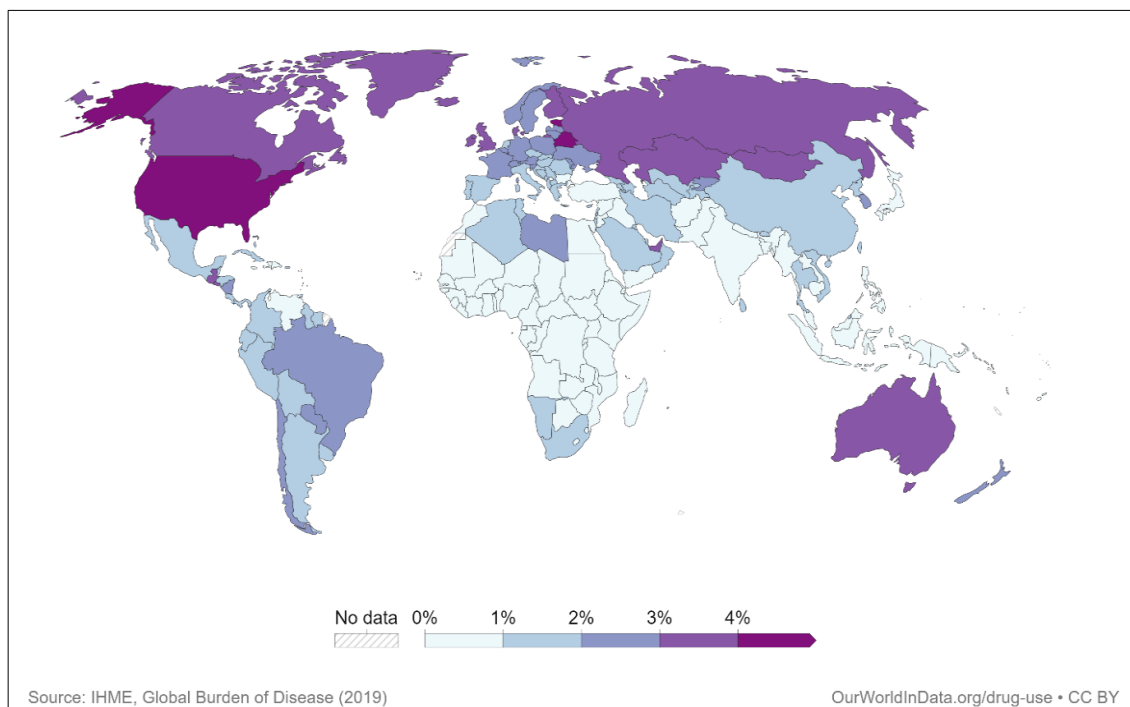 No data 0% 1% 2% 3% 4%
Source: IHME, Global Burden of Disease (2019) OurWorldInData.org/drug-use • CC BY